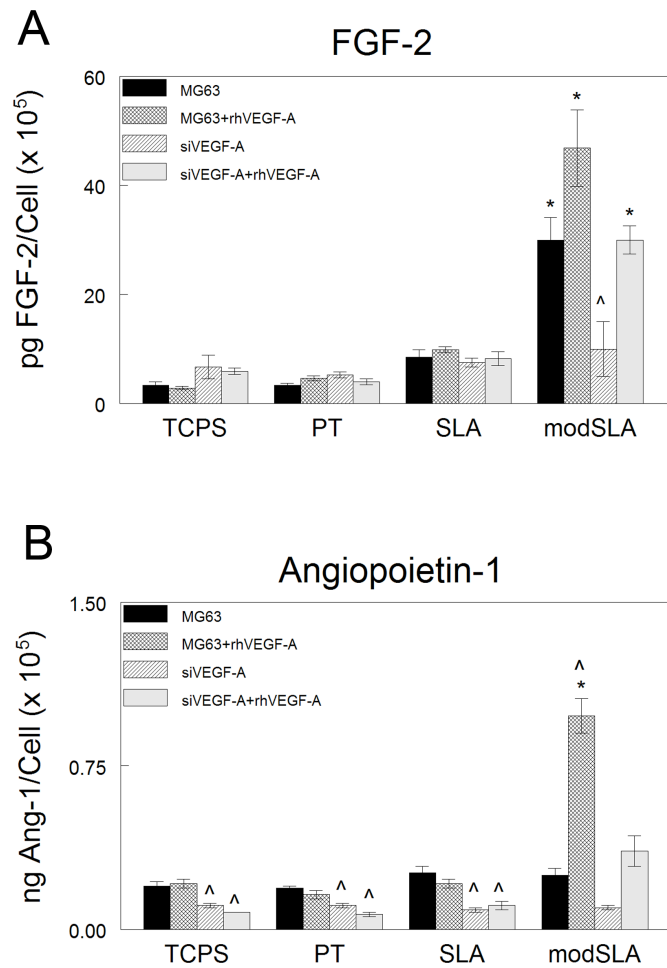 A
FGF-2
pg FGF-2/Cell (x 10⁵)
60
40
20
0
MG63
MG63+rhVEGF-A
siVEGF-A
siVEGF-A+rhVEGF-A
* * ^ *
TCPS PT SLA modSLA
B
Angiopoietin-1
ng Ang-1/Cell (x 10⁵)
1.50
0.75
0.00
MG63
MG63+rhVEGF-A
siVEGF-A
siVEGF-A+rhVEGF-A
^
*
^ ^ ^ ^ ^ ^
TCPS PT SLA modSLA